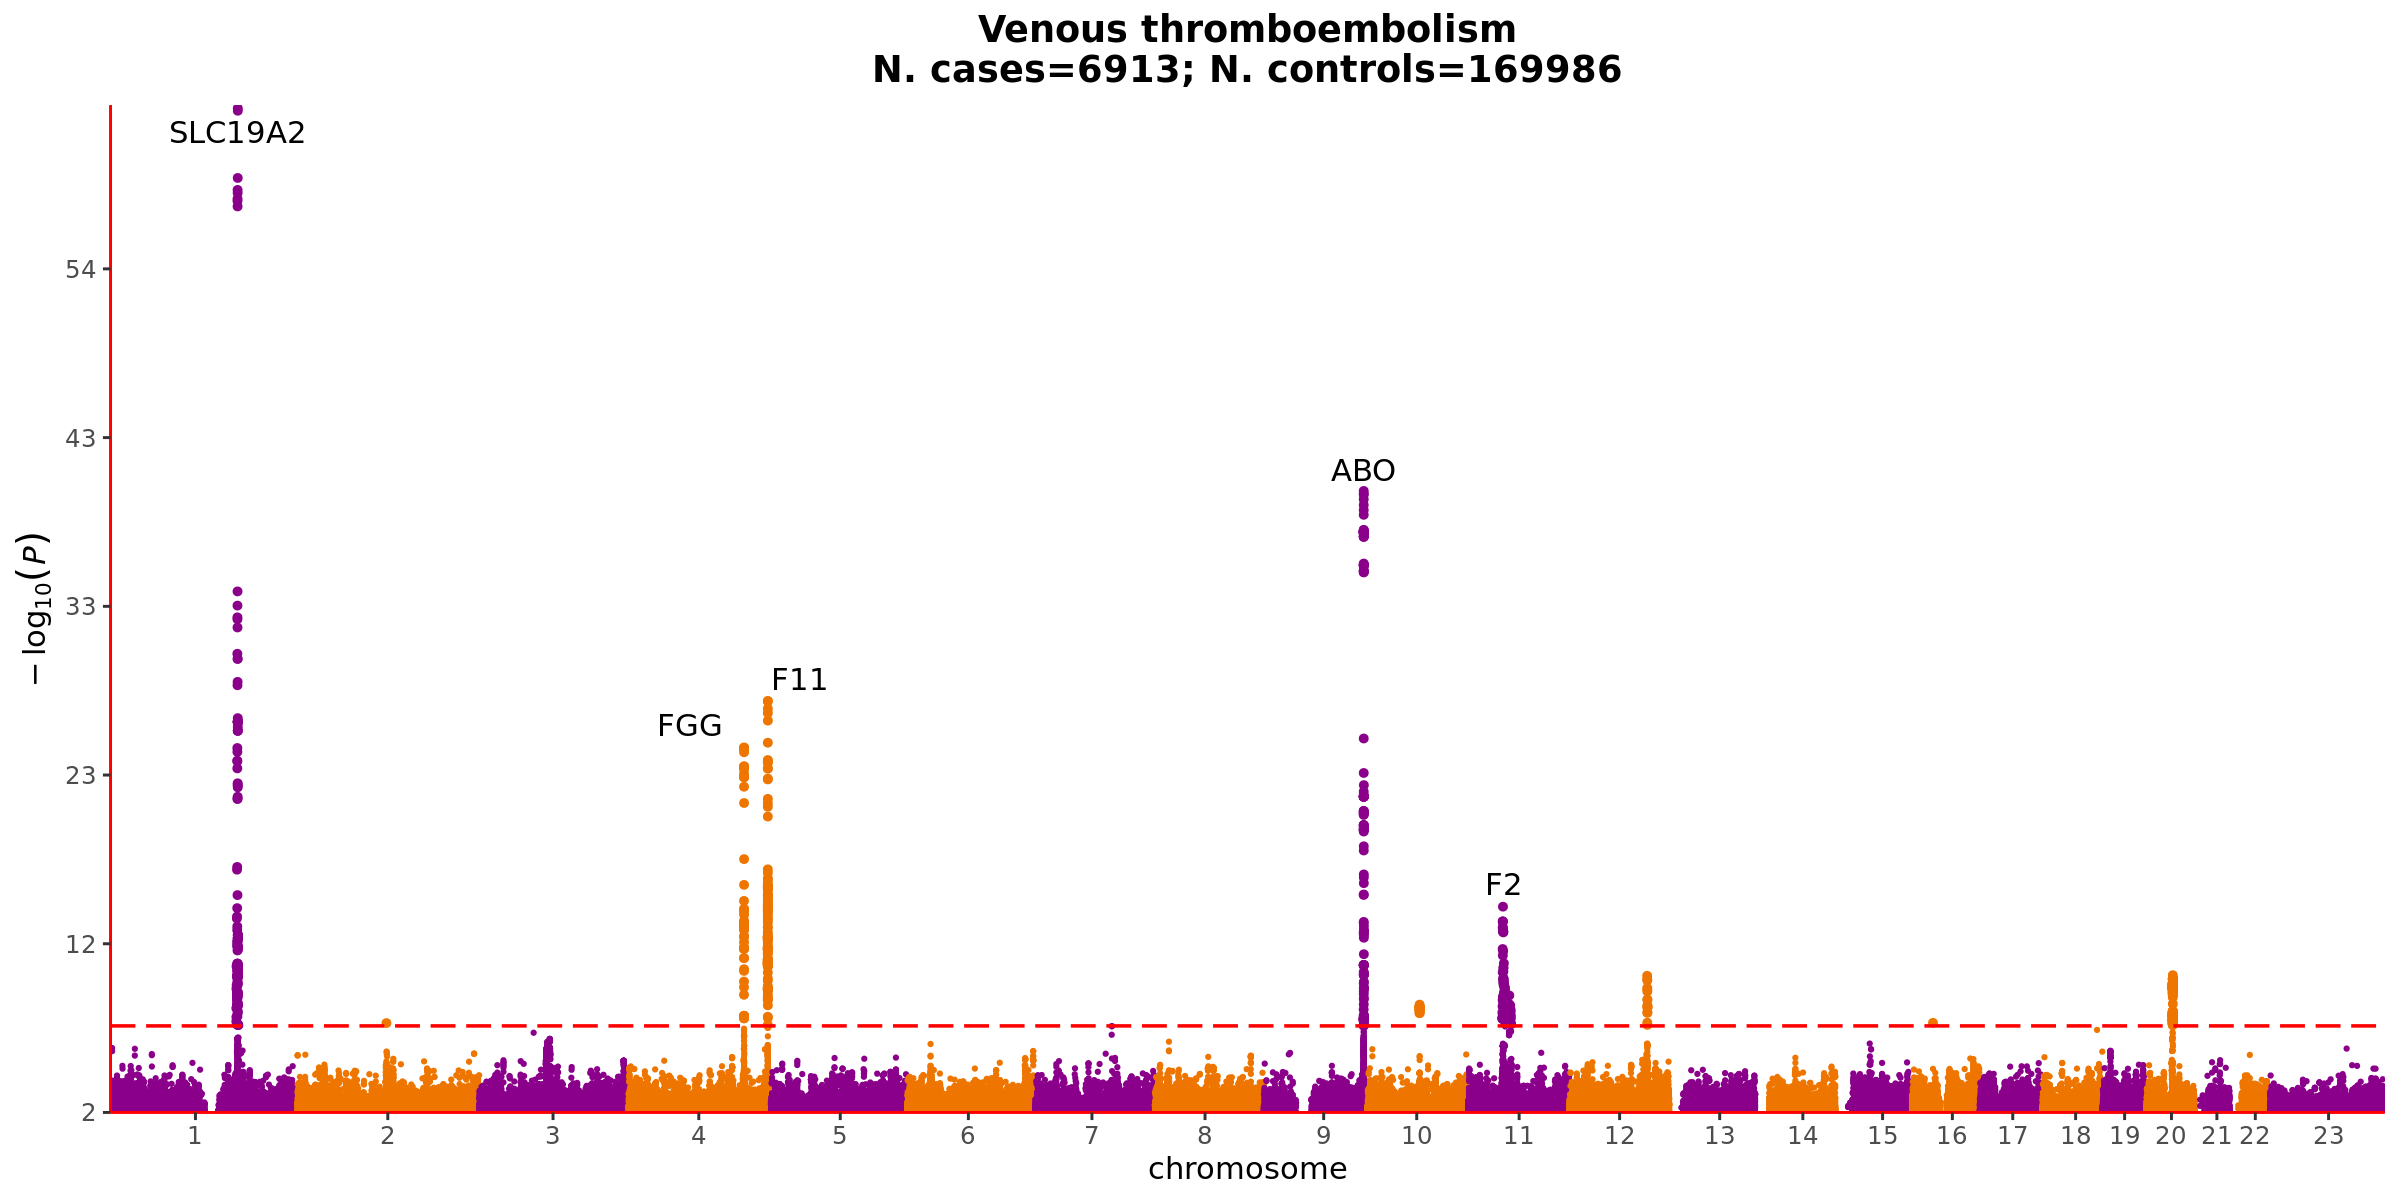 Venous thromboembolism
N. cases=6913; N. controls=169986
SLC19A2
54
43
ABO
33
F11
FGG
23
F2
12
2
−log10(P)
1 2 3 4 5 6 7 8 9 10 11 12 13 14 15 16 17 18 19 20 21 22 23
chromosome